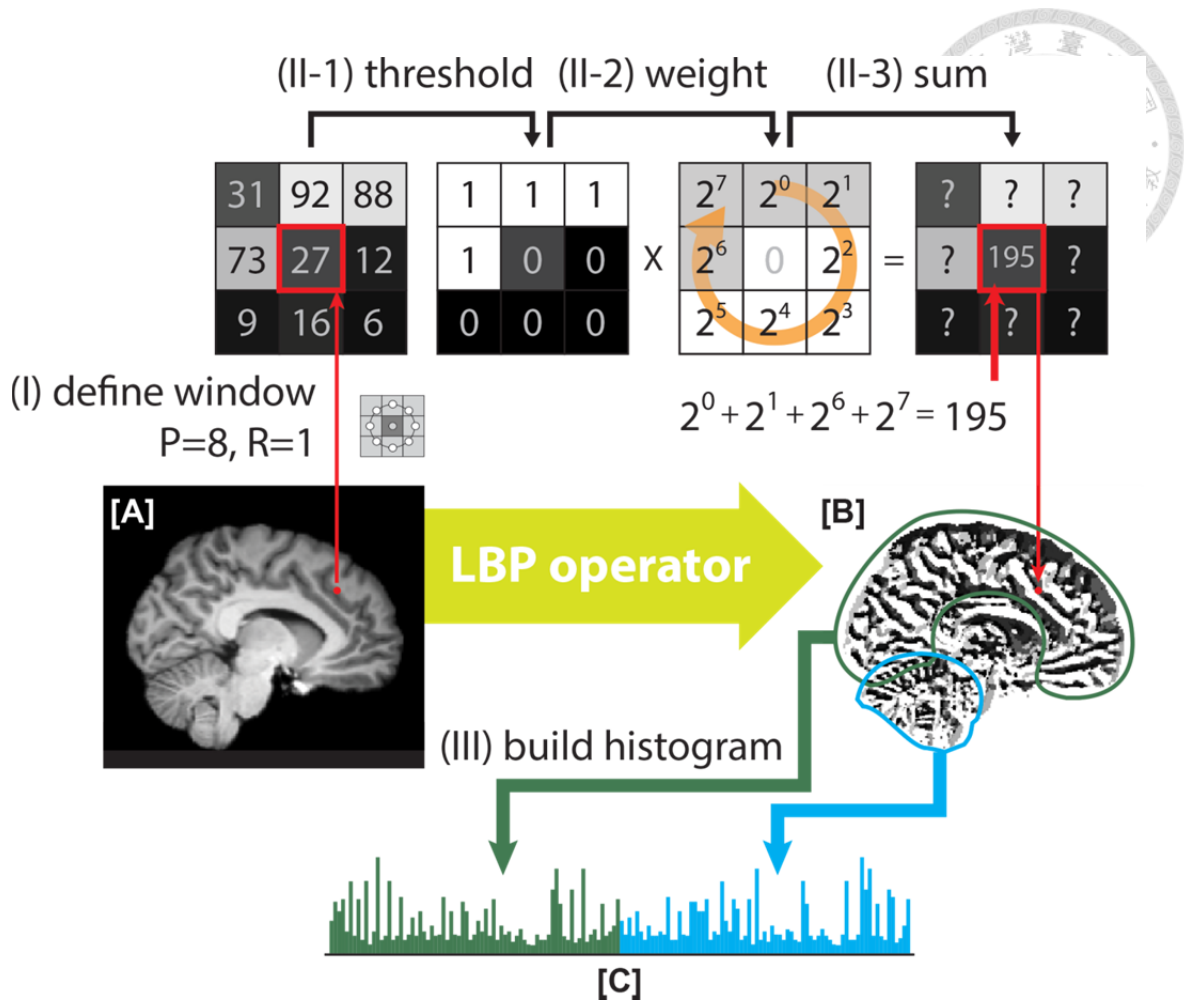 灣 臺
(II-1) threshold (II-2) weight (II-3) sum
31 92 88 1 1 1 2⁷ 2⁰ 2¹ ? ? ?
73 27 12 1 0 0 X 2⁶ 0 2² = ? 195 ?
9 16 6 0 0 0 2⁵ 2⁴ 2³ ? ? ?
(I) define window
P=8, R=1
2⁰ + 2¹ + 2⁶ + 2⁷ = 195
[A]
[B]
LBP operator
(III) build histogram
[C]